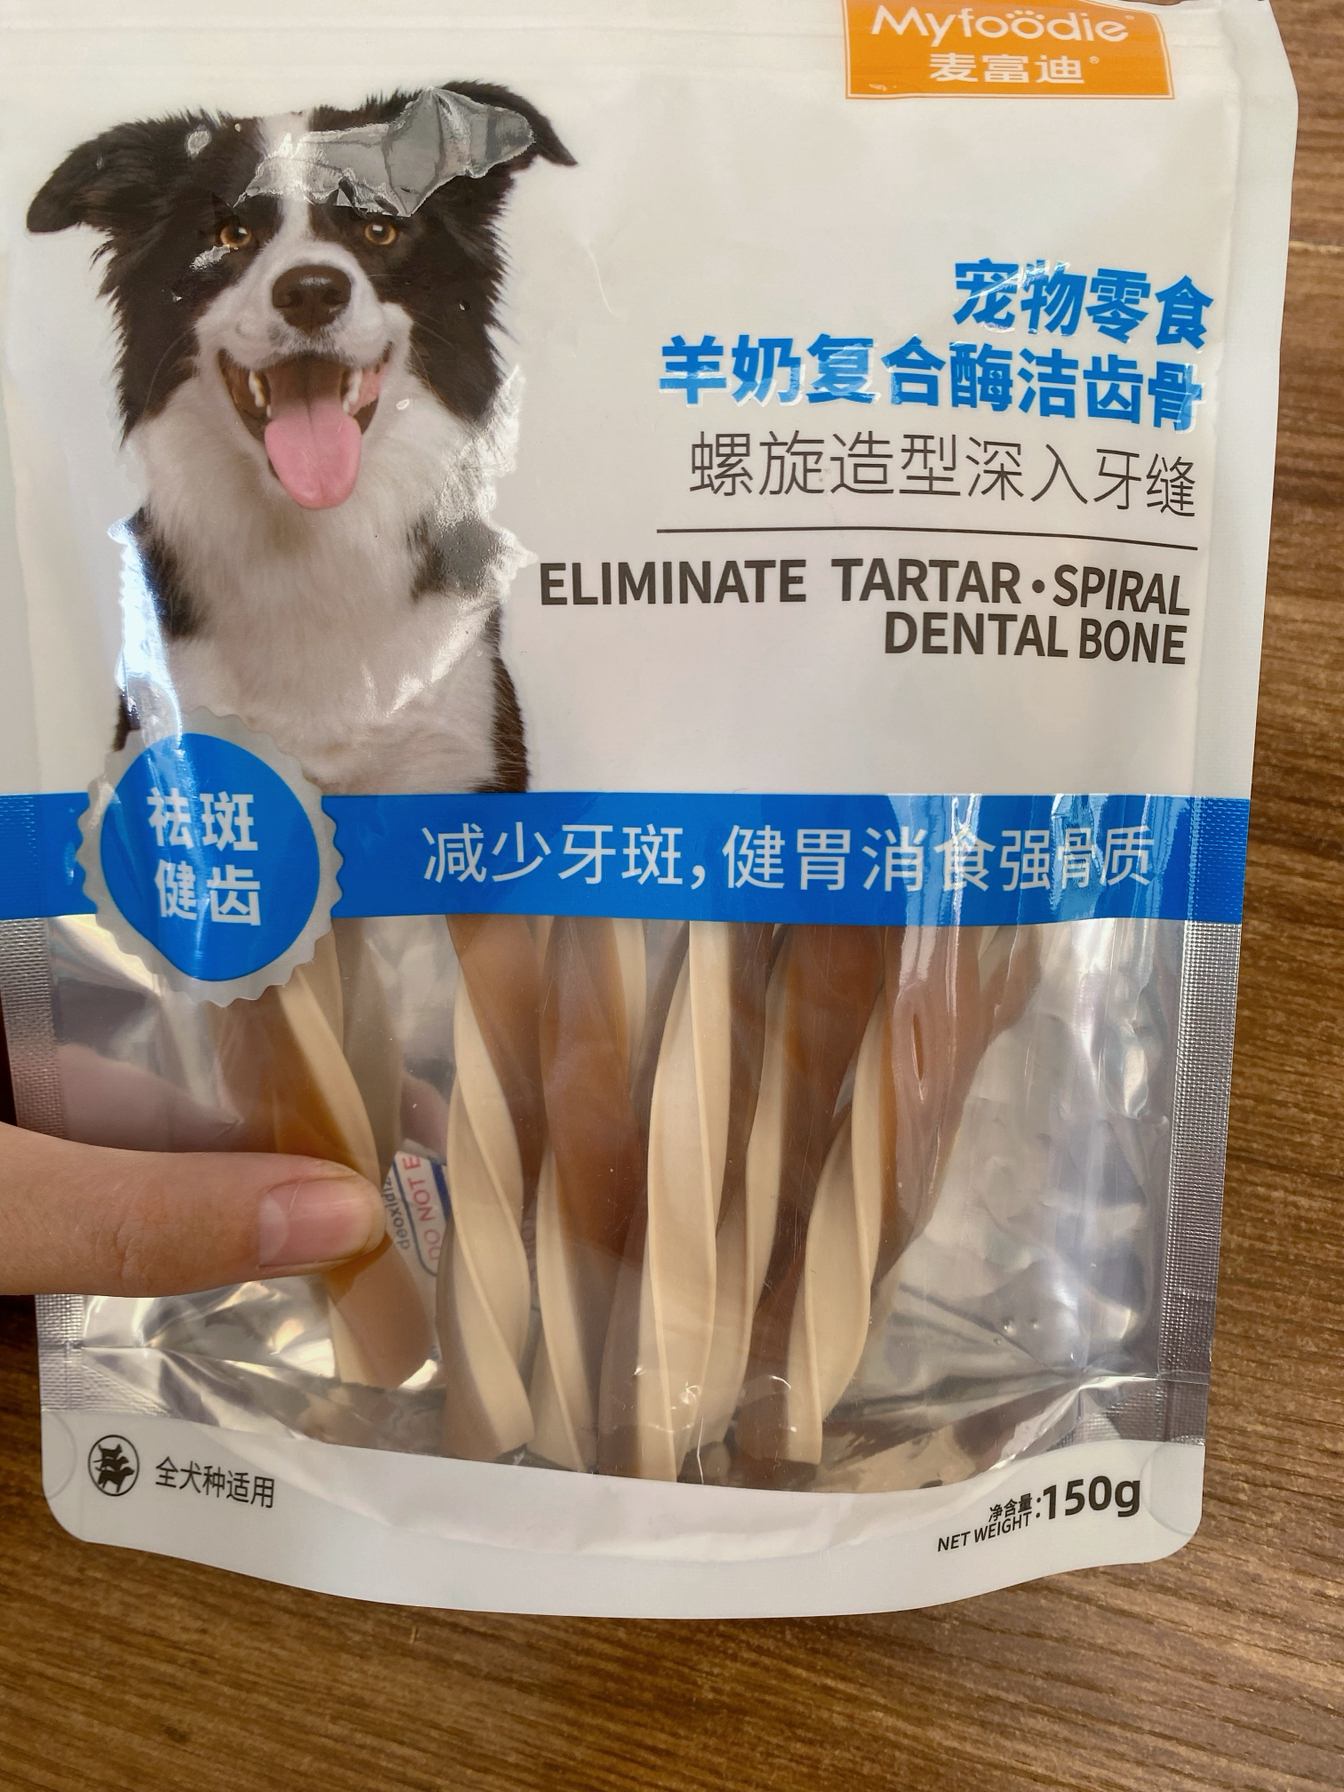 Myfoodie
麦富迪
宠物零食
羊奶复合酶洁齿骨
螺旋造型深入牙缝
ELIMINATE TARTAR·SPIRAL
DENTAL BONE
祛斑
健齿
减少牙斑，健胃消食强骨质
DO NOT E
全犬种适用
净含量:150g
NET WEIGHT